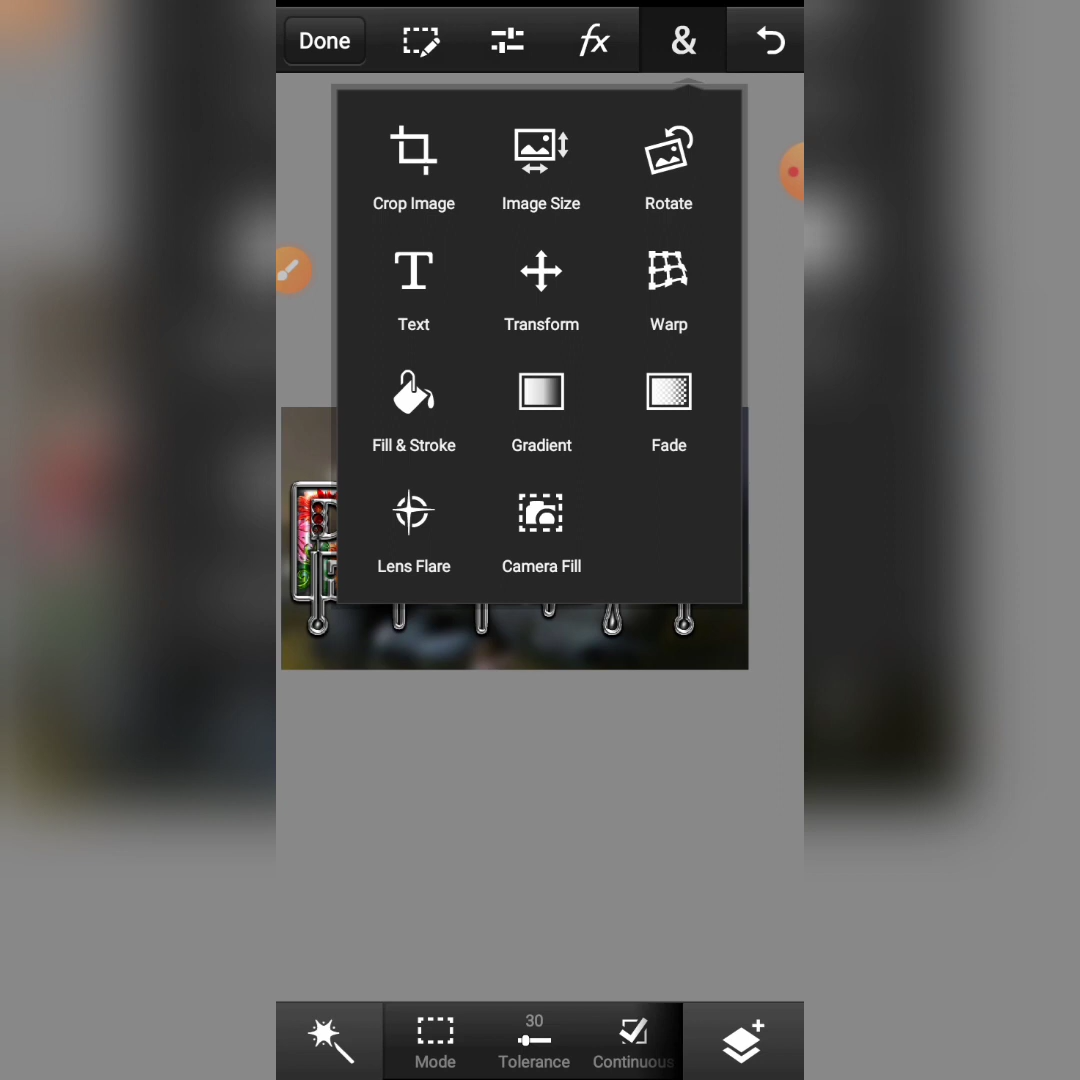 Done fx &
Crop Image Image Size Rotate
Text Transform Warp
Fill & Stroke Gradient Fade
Lens Flare Camera Fill
30
Mode Tolerance Continuous